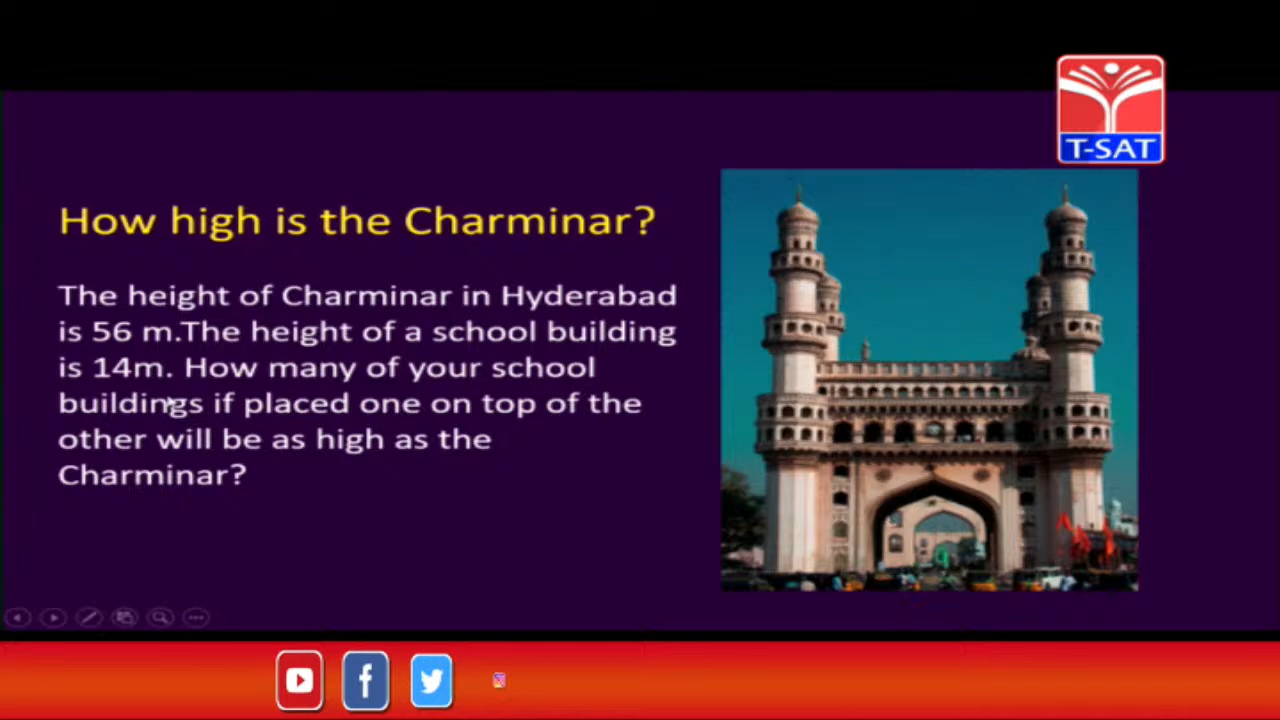 T-SAT
How high is the Charminar?
The height of Charminar in Hyderabad
is 56 m.The height of a school building
is 14m. How many of your school
buildings if placed one on top of the
other will be as high as the
Charminar?